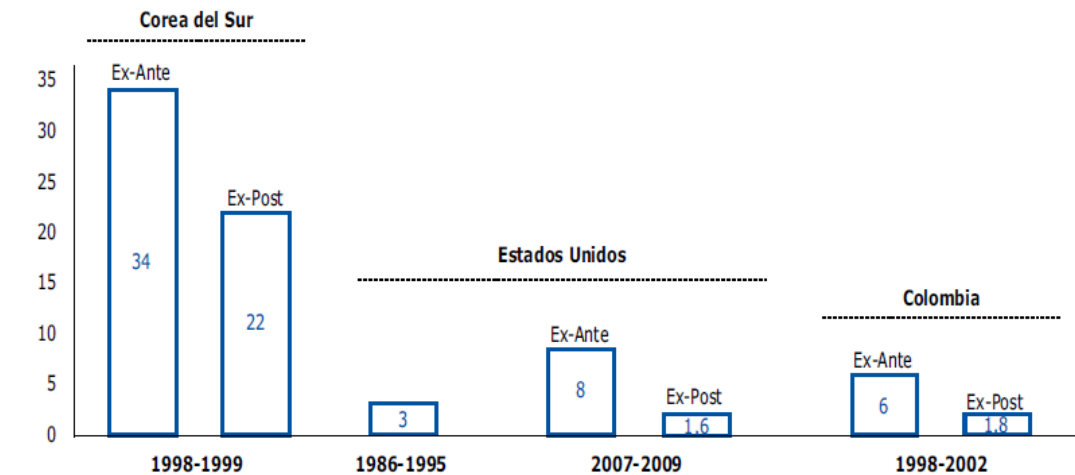 Corea del Sur
35
30
25
20
15
10
5
0
Ex-Ante
34
Ex-Post
22
Estados Unidos
3
Ex-Ante
8
Ex-Post
1.6
Colombia
Ex-Ante
6
Ex-Post
1.8
1998-1999 1986-1995 2007-2009 1998-2002